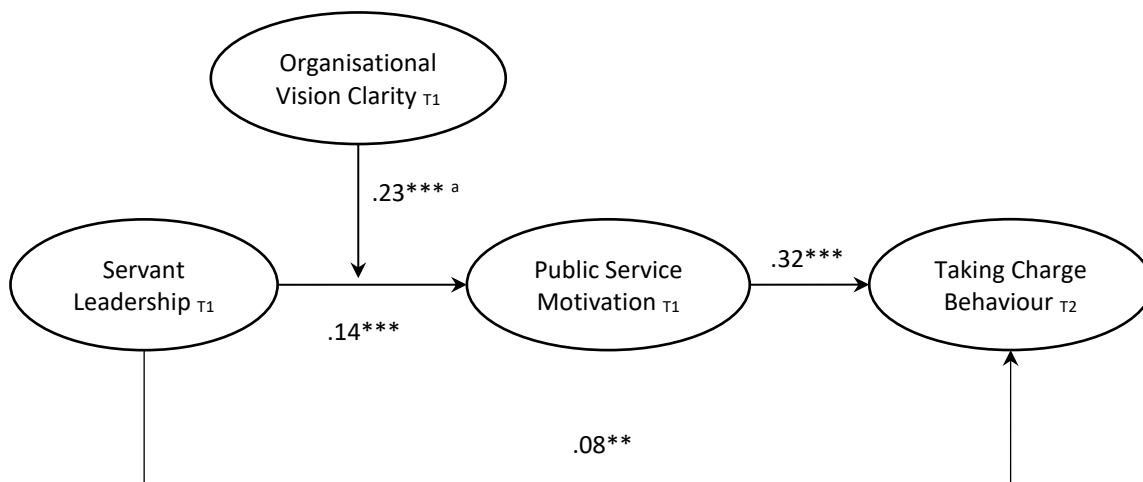 Organisational
Vision Clarity T1
.23*** a
Servant
Leadership T1
.14***
Public Service
Motivation T1
.32***
Taking Charge
Behaviour T2
.08**